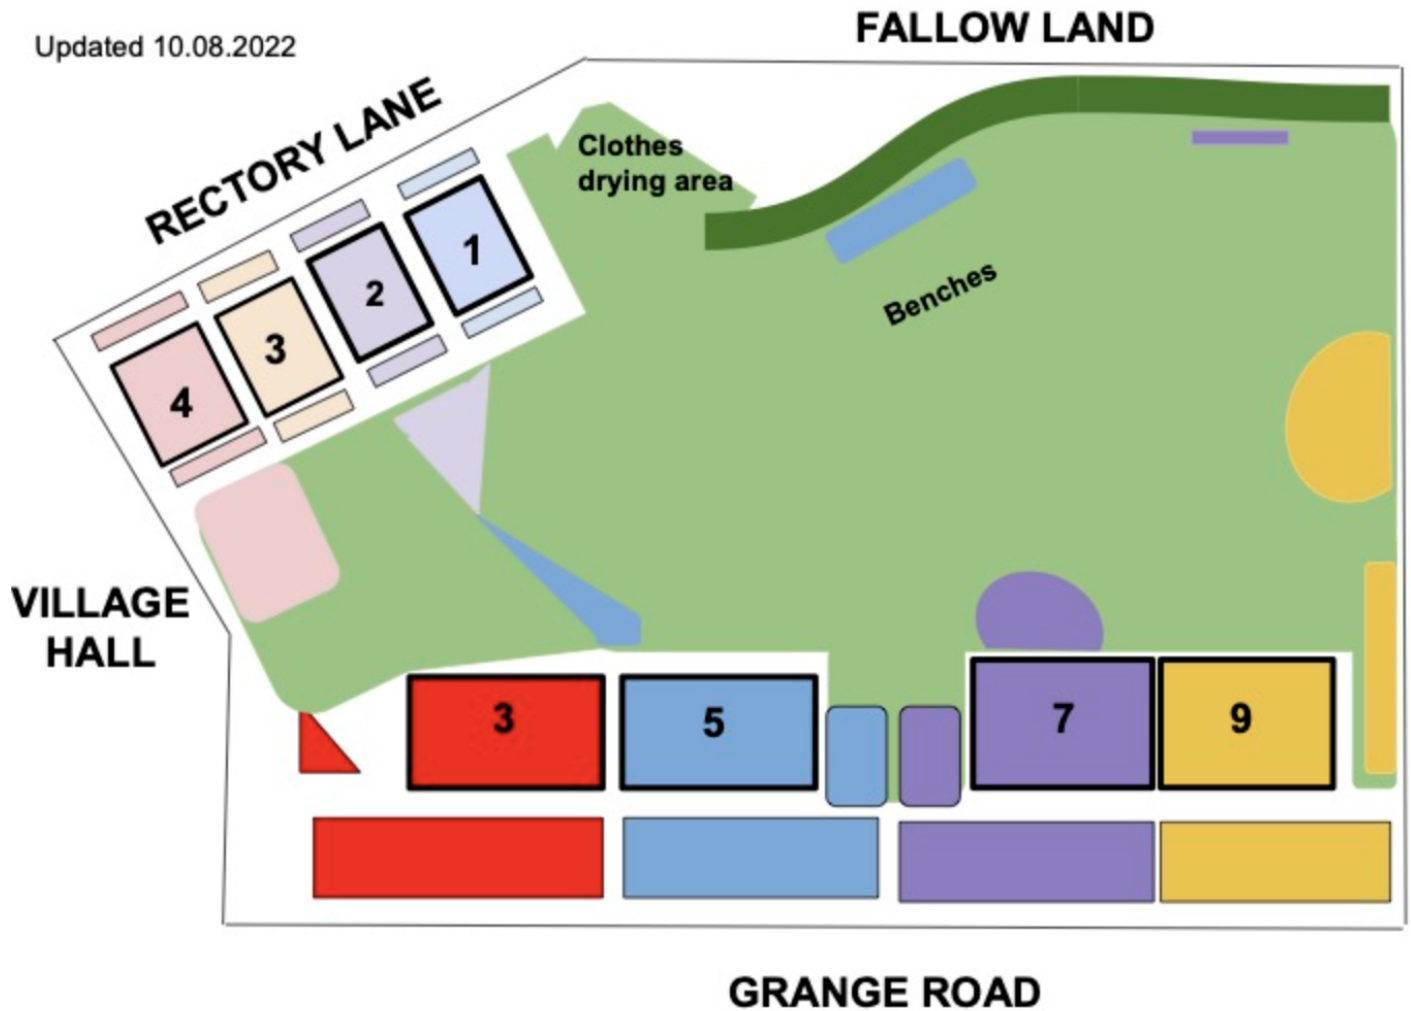 Updated 10.08.2022
FALLOW LAND
RECTORY LANE
Clothes
drying area
1
2
3
4
Benches
VILLAGE
HALL
3
5
7
9
GRANGE ROAD